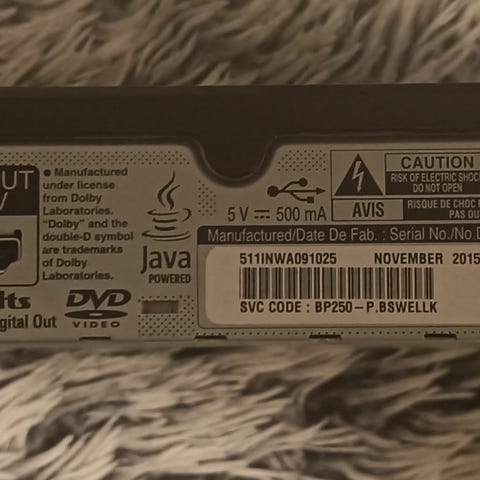 OUT
• Manufactured
under license
from Dolby
Laboratories.
"Dolby" and the
double-D symbol
are trademarks
of Dolby
Laboratories.
Digital Out
DVD
VIDEO
Java
POWERED
5 V ⎓ 500 mA
CAUTION
RISK OF ELECTRIC SHOCK
DO NOT OPEN
AVIS
RISQUE DE CHOC
PAS OU
Manufactured/Date De Fab. : Serial No./No.
511INWA091025 NOVEMBER 2015
SVC CODE : BP250-P.BSWELLK